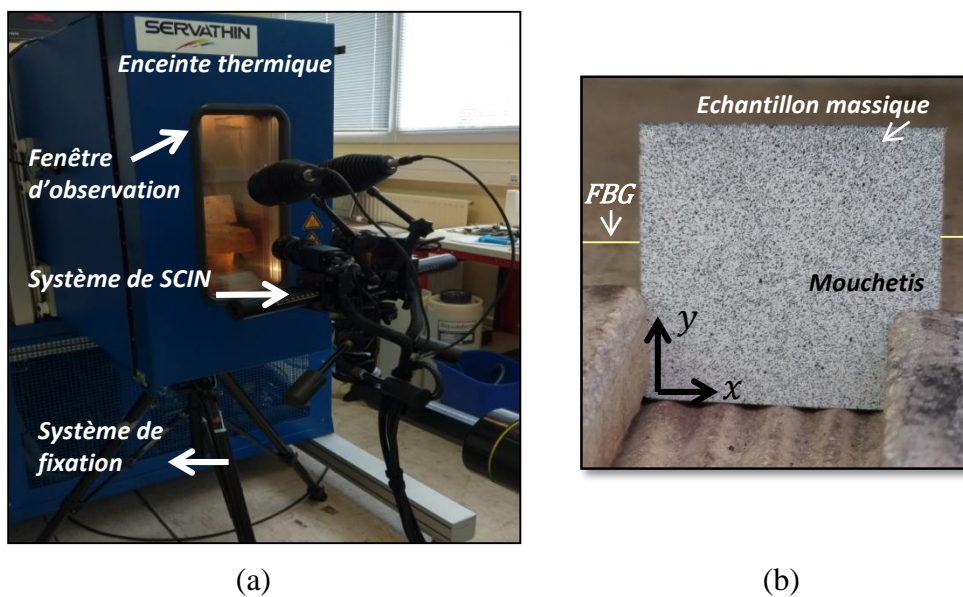 SERVATHIN
Enceinte thermique
Fenêtre
d'observation
Système de SCIN
Système de
fixation
(a)
Echantillon massique
FBG
Mouchetis
y
x
(b)